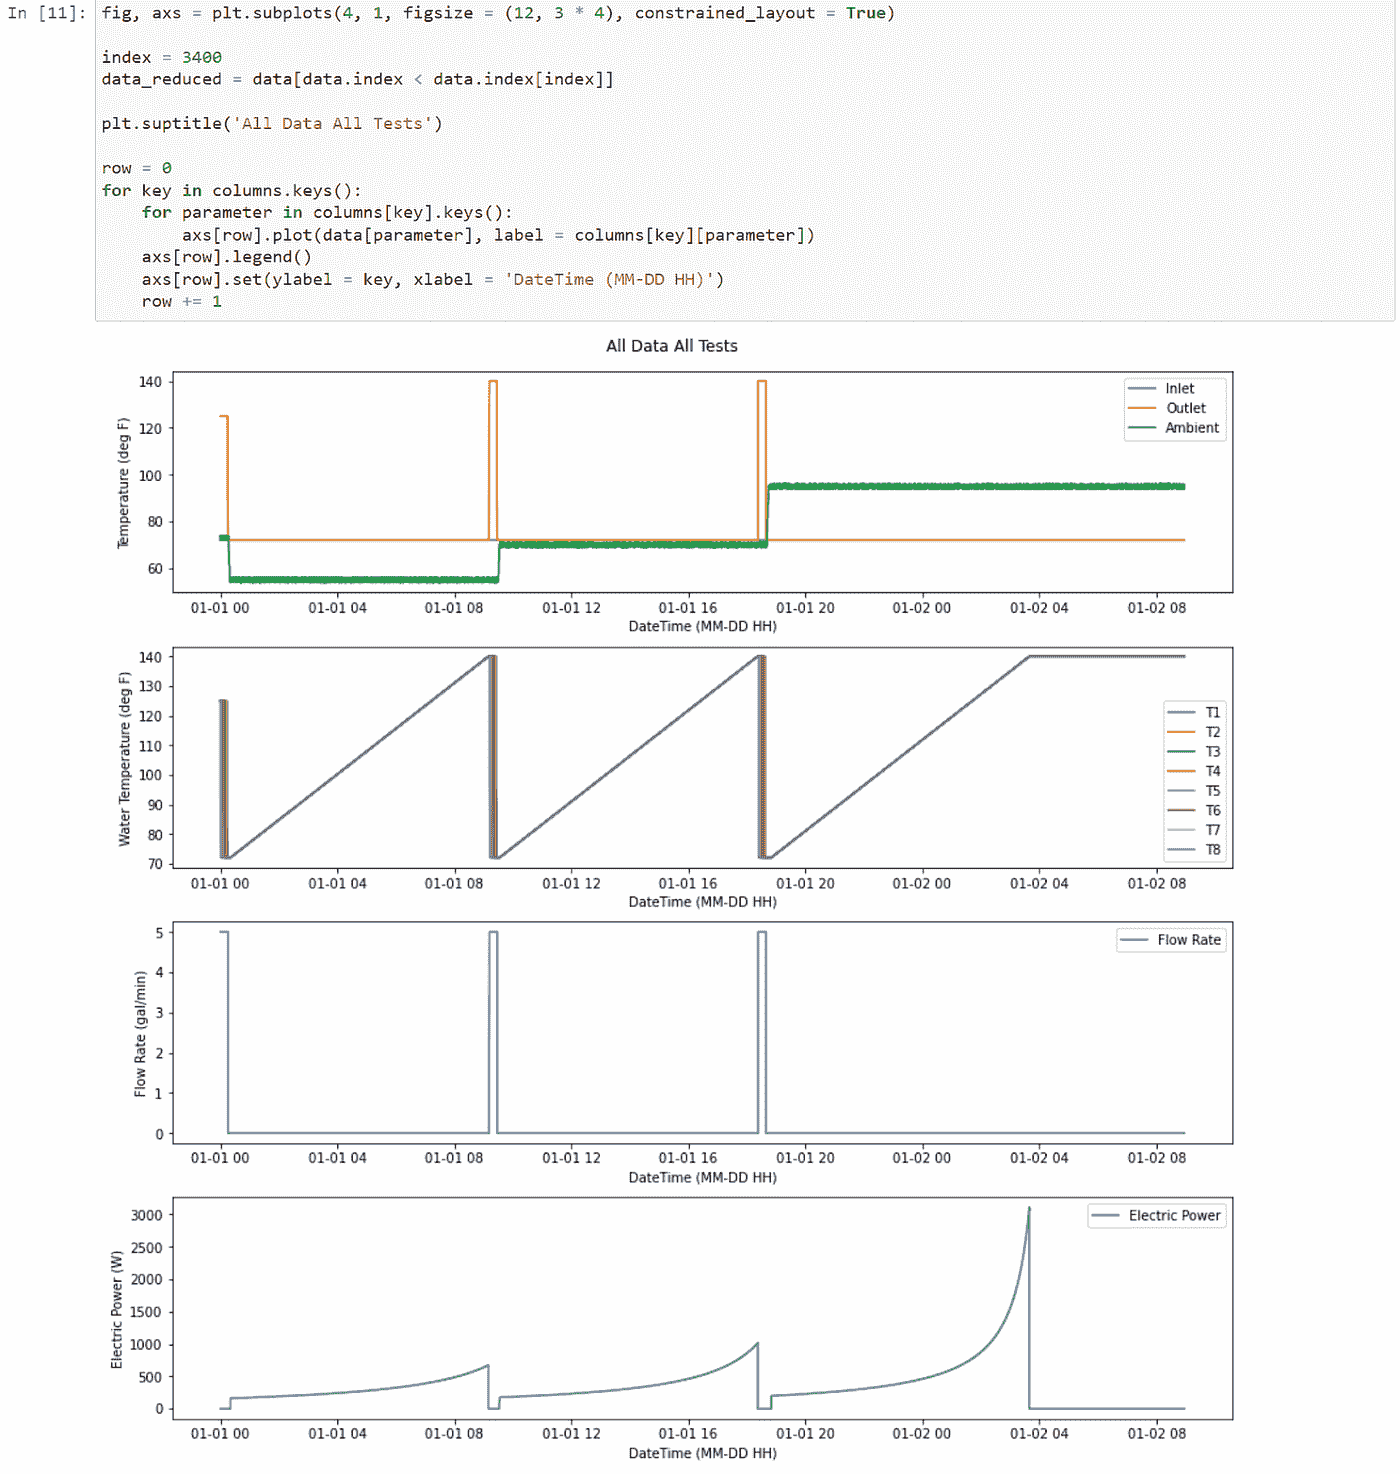 In [11]: fig, axs = plt.subplots(4, 1, figsize = (12, 3 * 4), constrained_layout = True)
index = 3400
data_reduced = data[data.index < data.index[index]]
plt.suptitle('All Data All Tests')
row = 0
for key in columns.keys():
    for parameter in columns[key].keys():
        axs[row].plot(data[parameter], label = columns[key][parameter])
    axs[row].legend()
    axs[row].set(ylabel = key, xlabel = 'DateTime (MM-DD HH)')
    row += 1
All Data All Tests
Temperature (deg F)
140
120
100
80
60
Inlet
Outlet
Ambient
01-01 00 01-01 04 01-01 08 01-01 12 01-01 16 01-01 20 01-02 00 01-02 04 01-02 08
DateTime (MM-DD HH)
Water Temperature (deg F)
140
130
120
110
100
90
80
70
T1
T2
T3
T4
T5
T6
T7
T8
01-01 00 01-01 04 01-01 08 01-01 12 01-01 16 01-01 20 01-02 00 01-02 04 01-02 08
DateTime (MM-DD HH)
Flow Rate (gal/min)
5
4
3
2
1
0
Flow Rate
01-01 00 01-01 04 01-01 08 01-01 12 01-01 16 01-01 20 01-02 00 01-02 04 01-02 08
DateTime (MM-DD HH)
Electric Power (W)
3000
2500
2000
1500
1000
500
0
Electric Power
01-01 00 01-01 04 01-01 08 01-01 12 01-01 16 01-01 20 01-02 00 01-02 04 01-02 08
DateTime (MM-DD HH)